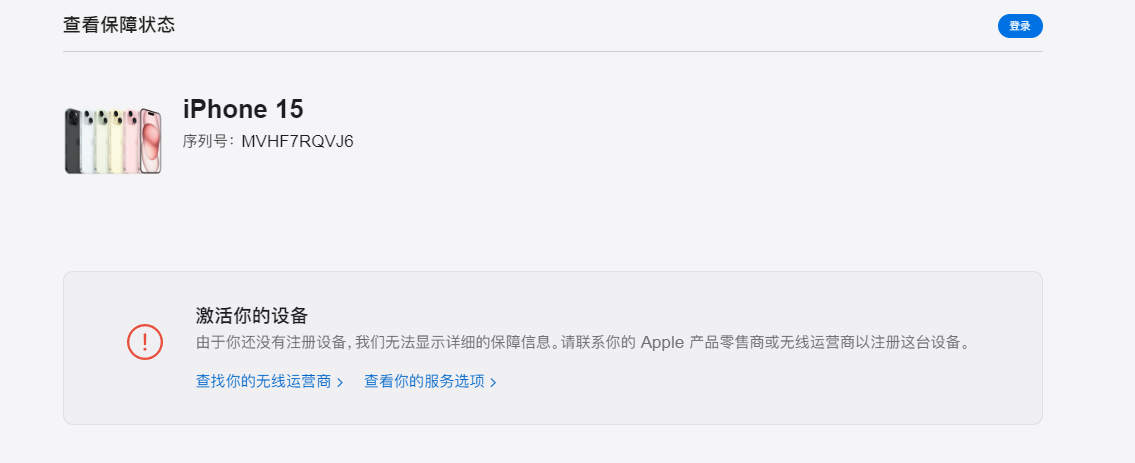 查看保障状态
登录
iPhone 15
序列号：MVHF7RQVJ6
激活你的设备
由于你还没有注册设备，我们无法显示详细的保障信息。请联系你的 Apple 产品零售商或无线运营商以注册这台设备。
查找你的无线运营商 > 查看你的服务选项 >